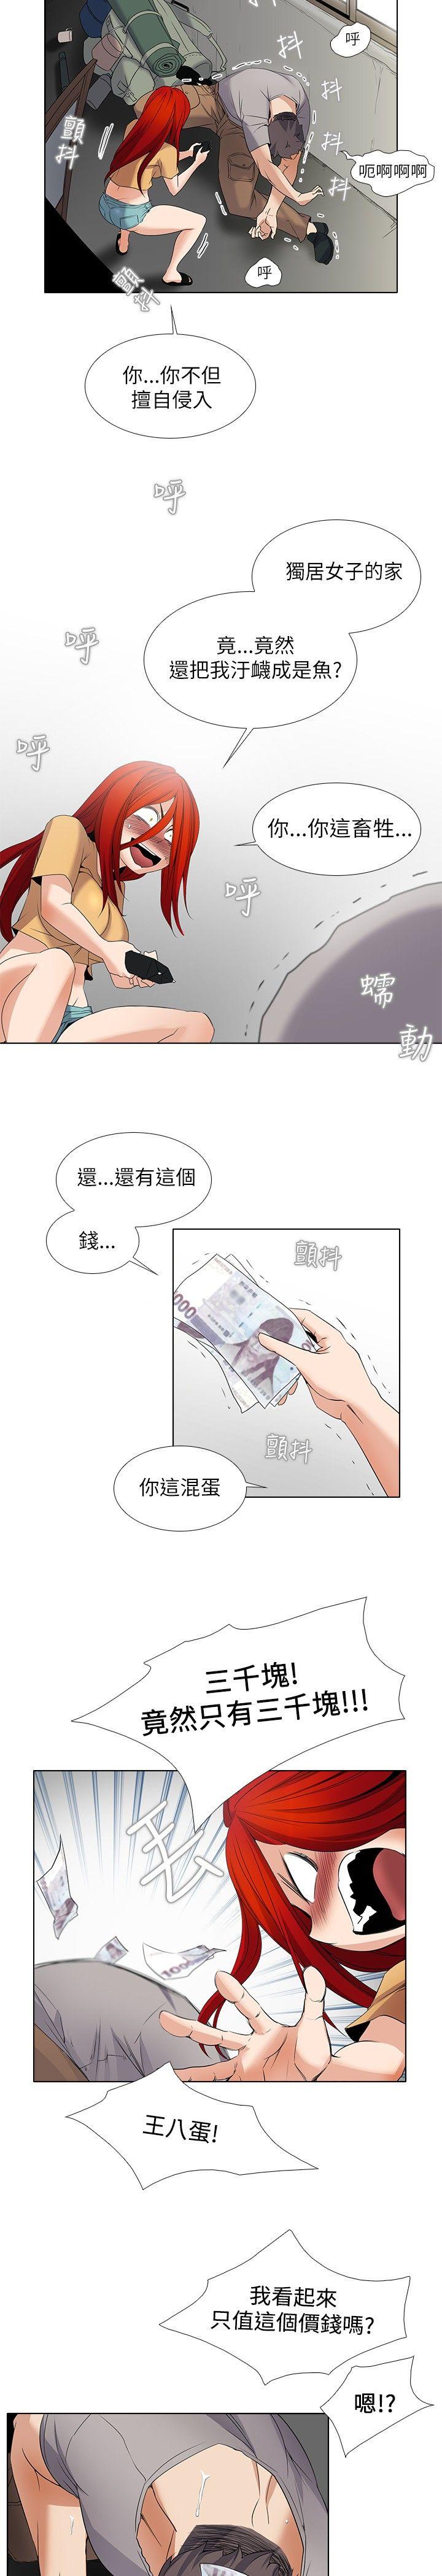 抖
抖
呼
抖
抖
抖
呃啊啊啊
顫抖
呼
顫抖
你...你不但
擅自侵入
呼
獨居女子的家
竟...竟然
還把我汙衊成是魚?
呼
呼
你...你這畜牲...
呼
蠕動
還...還有這個
錢...
顫抖
顫抖
你這混蛋
三千塊!
竟然只有三千塊!!!
丟
王八蛋!
我看起來
只值這個價錢嗎?
嗯!?